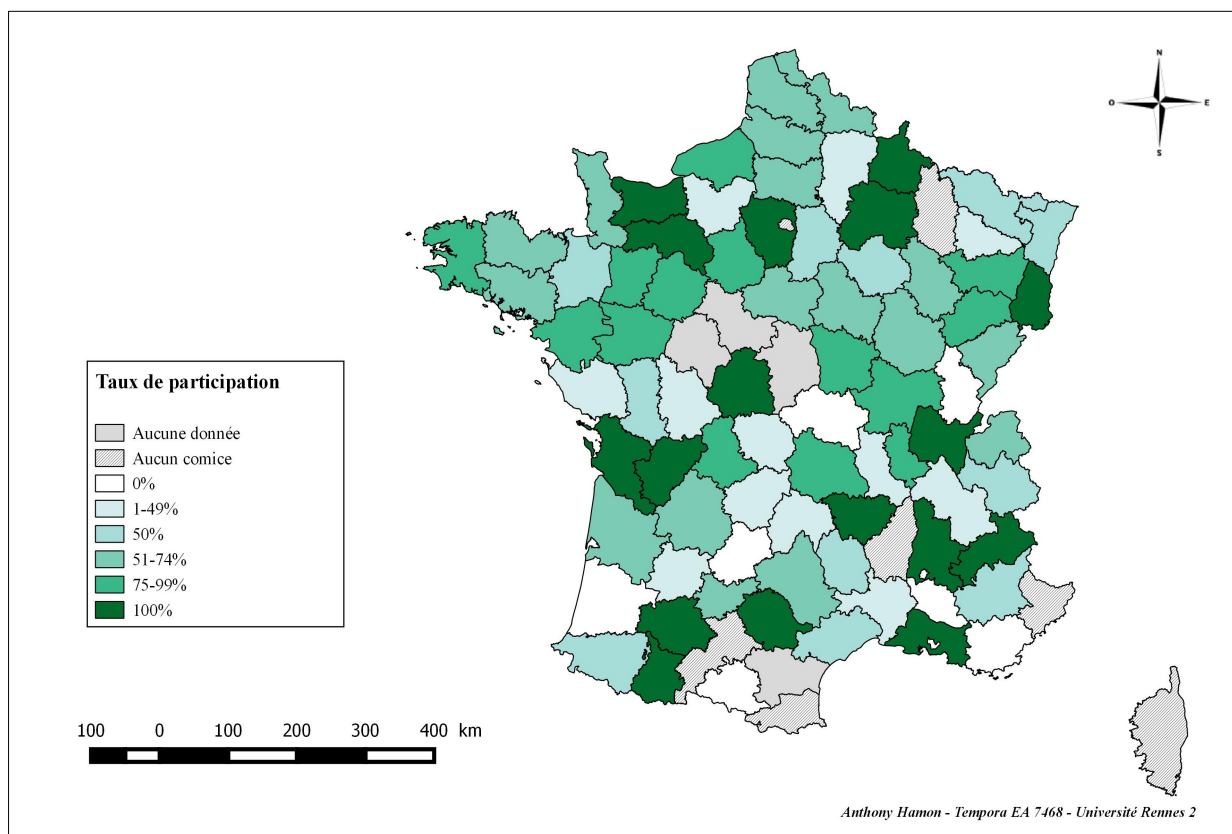 N
O
E
S
Taux de participation
Aucune donnée
Aucun comice
0%
1-49%
50%
51-74%
75-99%
100%
100 0 100 200 300 400 km
Anthony Hamon - Tempora EA 7468 - Université Rennes 2